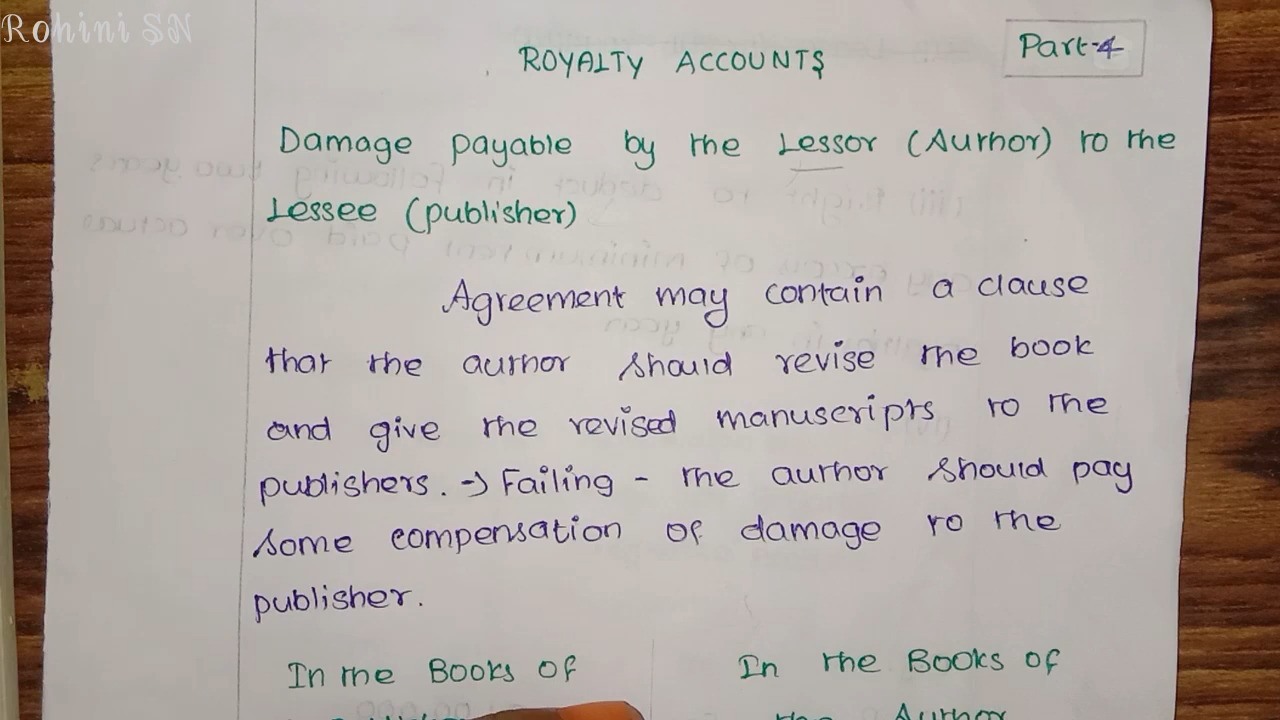 Rohini SN
ROYALTY ACCOUNTS
Part-4
Damage payable by the Lessor (Author) to the
Lessee (publisher)
Agreement may contain a clause
that the author should revise the book
and give the revised manuscripts to the
publishers. → Failing - the author should pay
some compensation of damage to the
publisher.
In the Books of
In the Books of
the Author